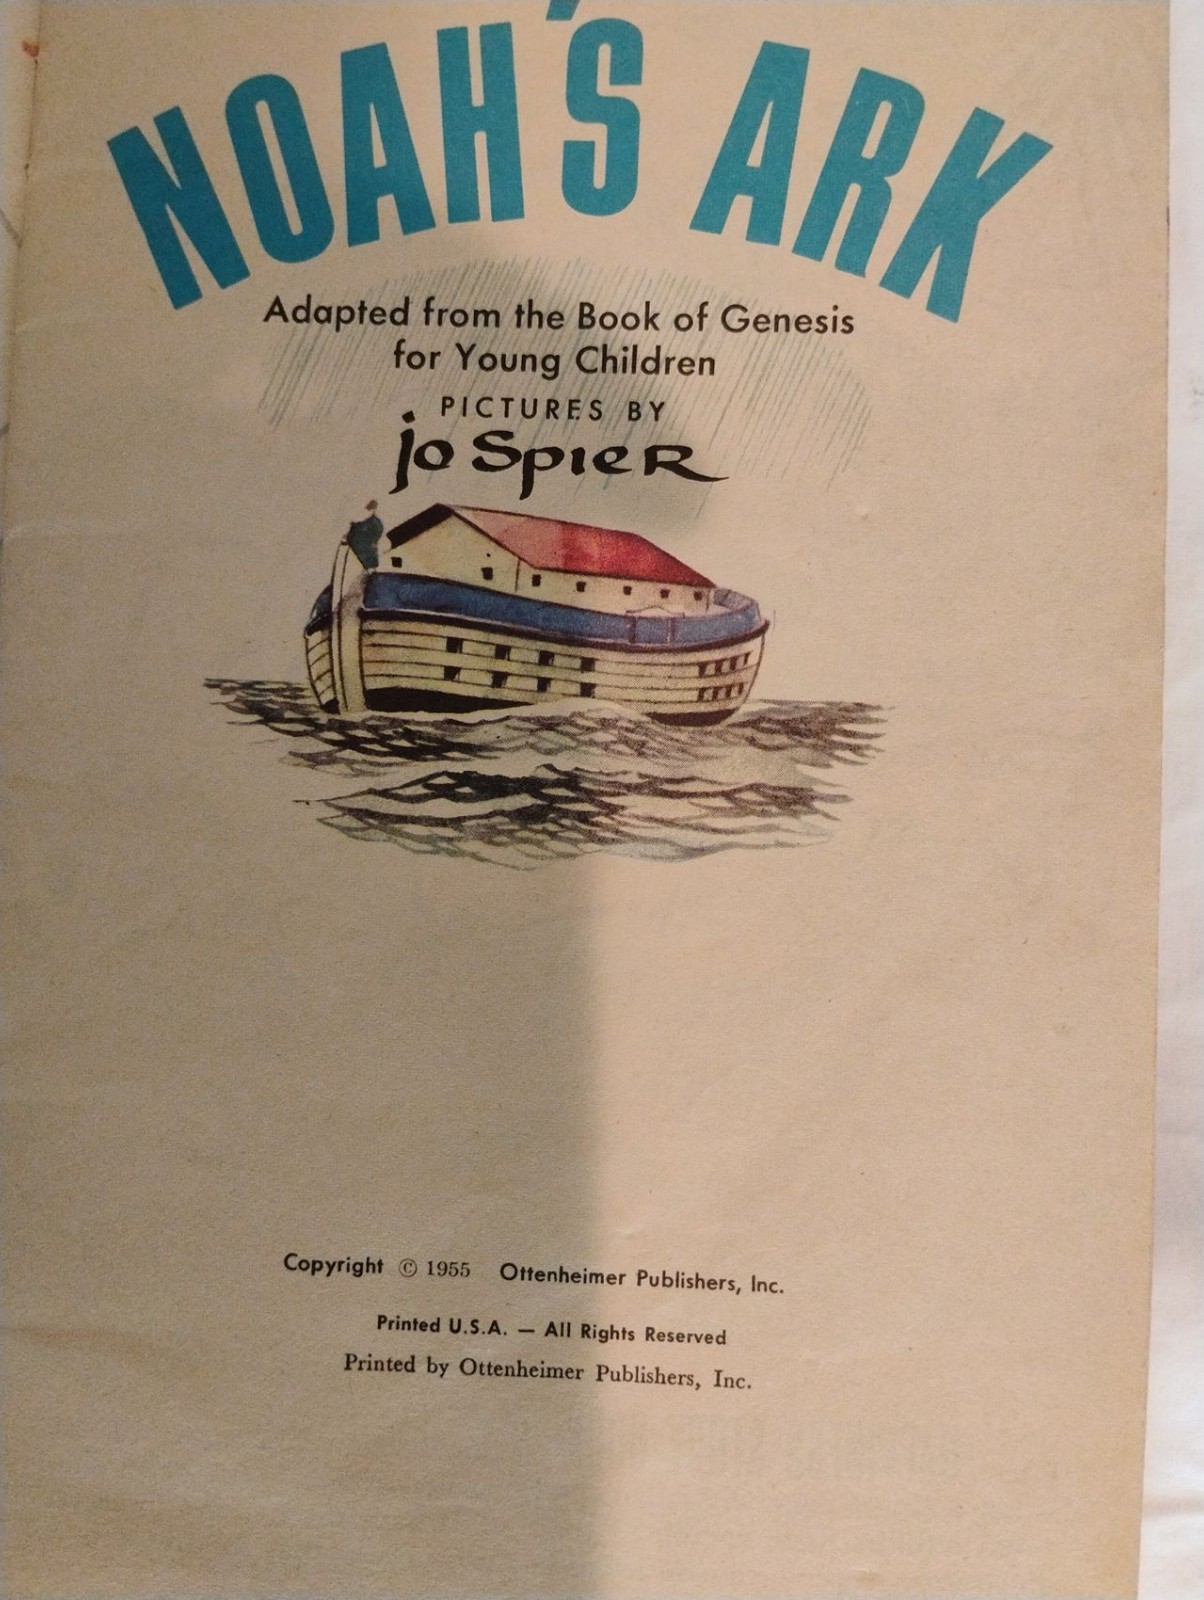 NOAH'S ARK
Adapted from the Book of Genesis
for Young Children
PICTURES BY
jo Spier
Copyright © 1955 Ottenheimer Publishers, Inc.
Printed U.S.A. — All Rights Reserved
Printed by Ottenheimer Publishers, Inc.